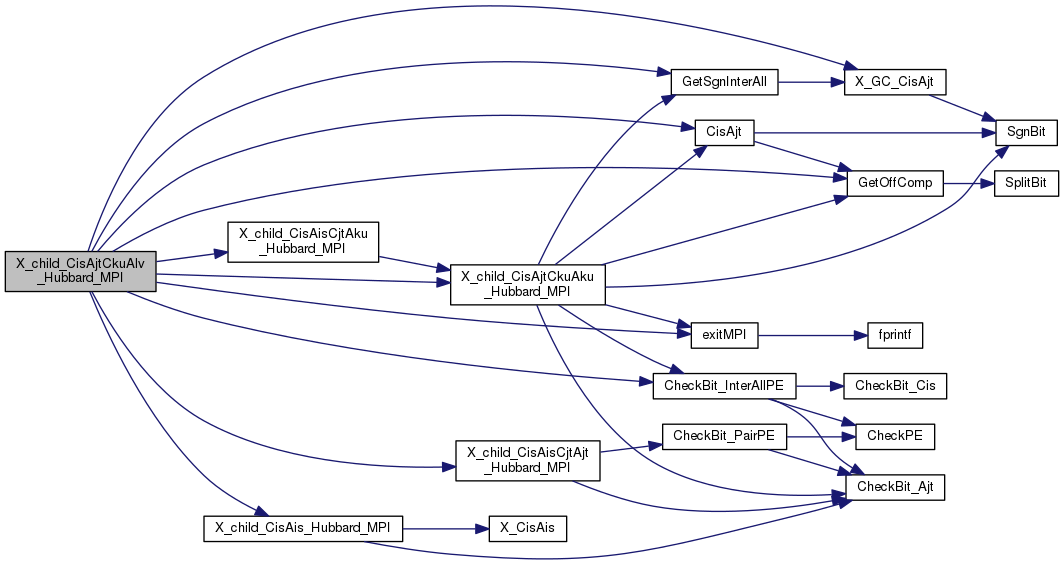 X_child_CisAjtCkuAlv
_Hubbard_MPI
X_GC_CisAjt
GetSgnInterAll
CisAjt
SgnBit
GetOffComp
SplitBit
X_child_CisAisCjtAku
_Hubbard_MPI
X_child_CisAjtCkuAku
_Hubbard_MPI
exitMPI
fprintf
CheckBit_InterAllPE
CheckBit_Cis
CheckBit_PairPE
CheckPE
X_child_CisAisCjtAjt
_Hubbard_MPI
CheckBit_Ajt
X_child_CisAis_Hubbard_MPI
X_CisAis